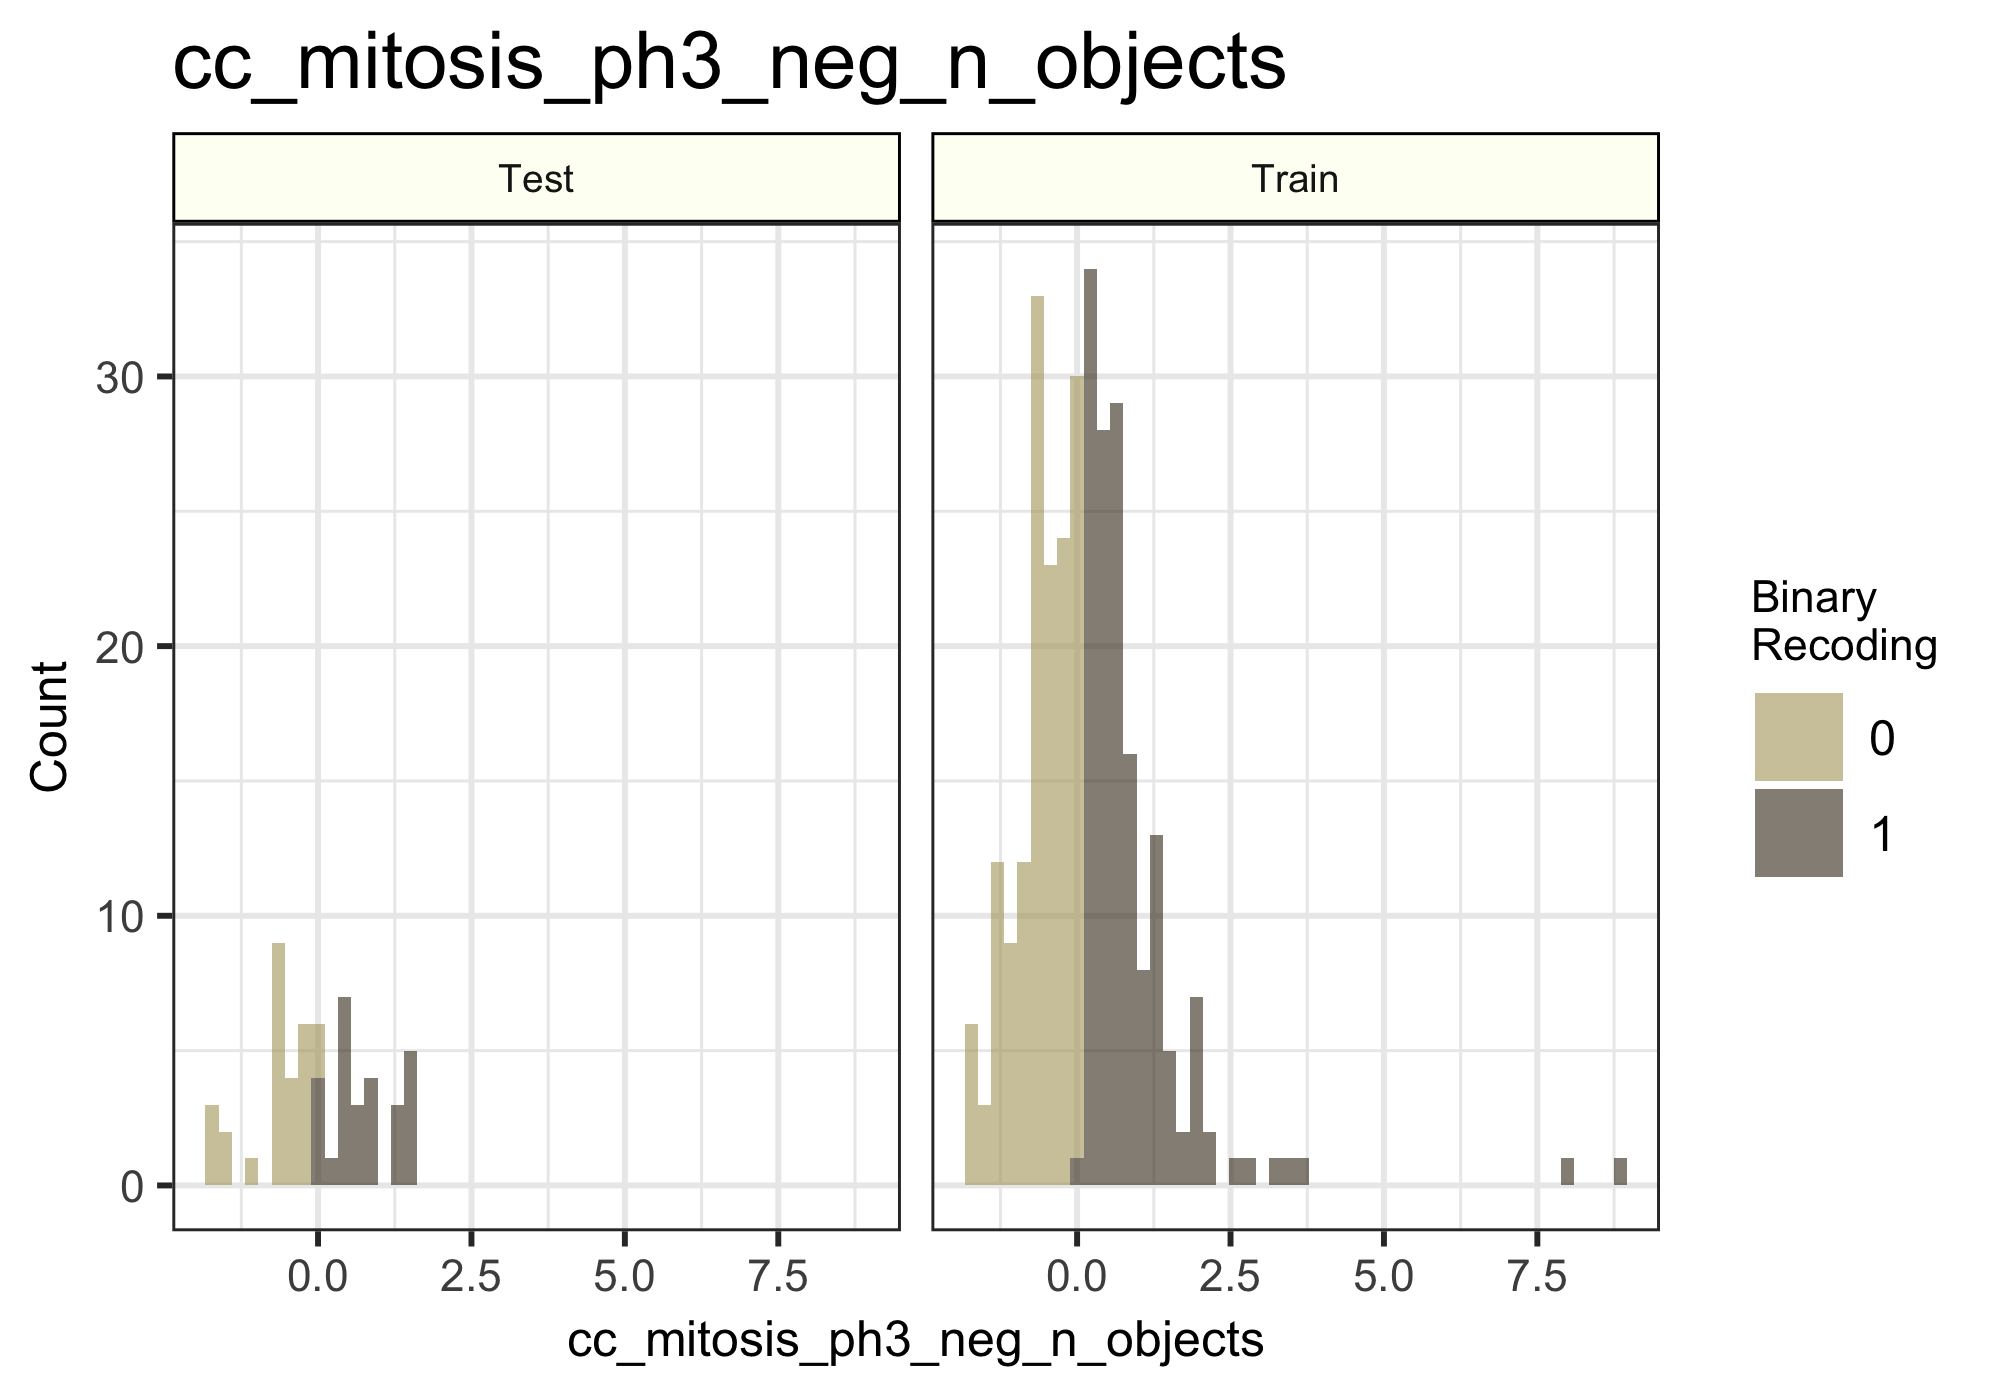 cc_mitosis_ph3_neg_n_objects
Test
Train
30
20
10
0
Count
0.0 2.5 5.0 7.5
0.0 2.5 5.0 7.5
cc_mitosis_ph3_neg_n_objects
Binary
Recoding
0
1